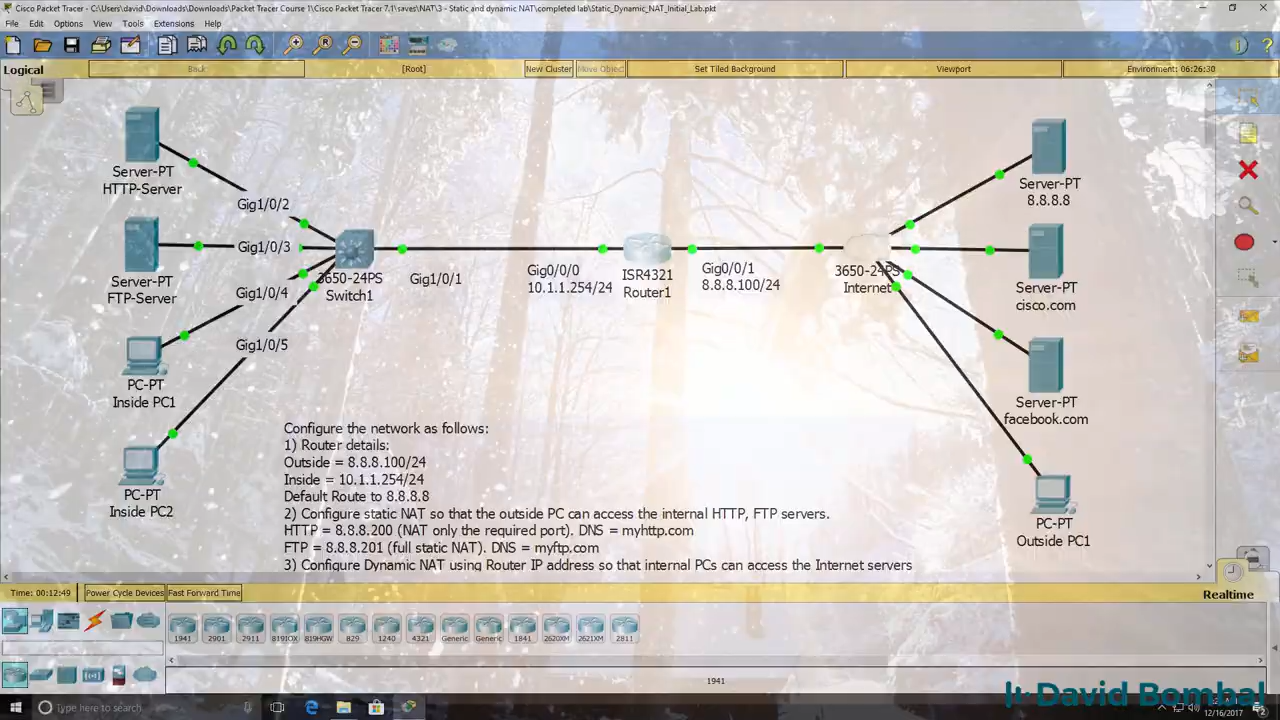 Cisco Packet Tracer - C:\Users\david\Downloads\Downloads\Packet Tracer Course 1\Cisco Packet Tracer 7.1\saves\NAT\3 - Static and dynamic NAT\completed lab\Static_Dynamic_NAT_Initial_Lab.pkt
File Edit Options View Tools Extensions Help
Logical Back [Root] New Cluster Move Object Set Tiled Background Viewport Environment: 06:26:30
Server-PT
HTTP-Server
Server-PT
8.8.8.8
Gig1/0/2
Gig1/0/3
Server-PT
FTP-Server
Gig1/0/4
3650-24PS
Switch1
Gig1/0/1
Gig0/0/0
10.1.1.254/24
ISR4321
Router1
Gig0/0/1
8.8.8.100/24
3650-24PS
Internet
Server-PT
cisco.com
Gig1/0/5
PC-PT
Inside PC1
Server-PT
facebook.com
PC-PT
Inside PC2
PC-PT
Outside PC1
Configure the network as follows:
1) Router details:
Outside = 8.8.8.100/24
Inside = 10.1.1.254/24
Default Route to 8.8.8.8
2) Configure static NAT so that the outside PC can access the internal HTTP, FTP servers.
HTTP = 8.8.8.200 (NAT only the required port). DNS = myhttp.com
FTP = 8.8.8.201 (full static NAT). DNS = myftp.com
3) Configure Dynamic NAT using Router IP address so that internal PCs can access the Internet servers
Time: 00:12:49 Power Cycle Devices Fast Forward Time Realtime
1941 2901 2911 819IOX 819HGW 829 1240 4321 Generic Generic 1841 2620XM 2621XM 2811
1941
David Bombal
Type here to search
12/16/2017